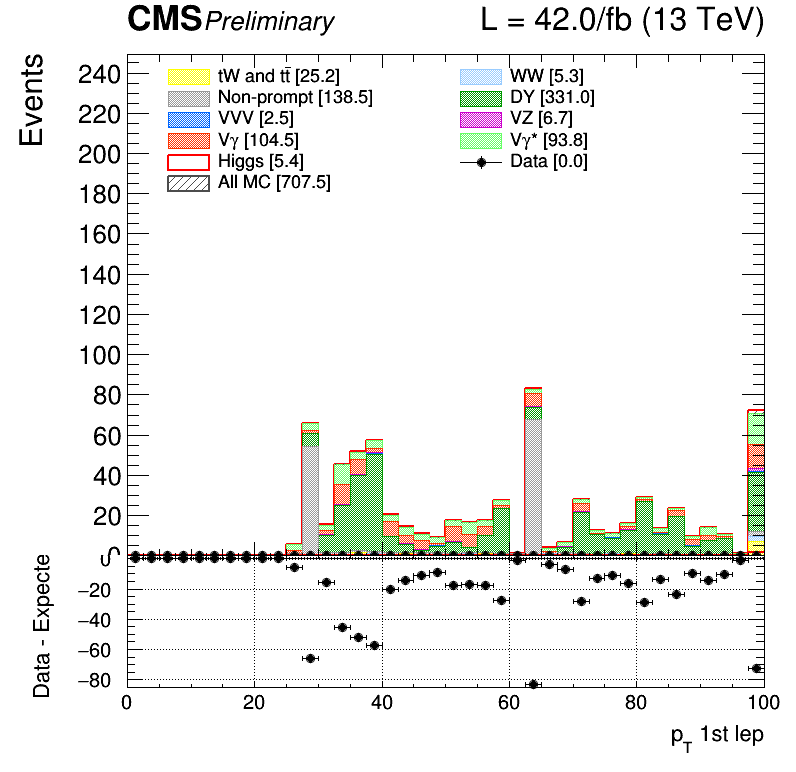 CMS Preliminary L = 42.0/fb (13 TeV)
Events
240
220
200
180
160
140
120
100
80
60
40
20
0
tW and tt̄ [25.2]
Non-prompt [138.5]
VVV [2.5]
Vγ [104.5]
Higgs [5.4]
All MC [707.5]
WW [5.3]
DY [331.0]
VZ [6.7]
Vγ* [93.8]
Data [0.0]
Data - Expecte
0
−20
−40
−60
−80
0 20 40 60 80 100
p_T 1st lep